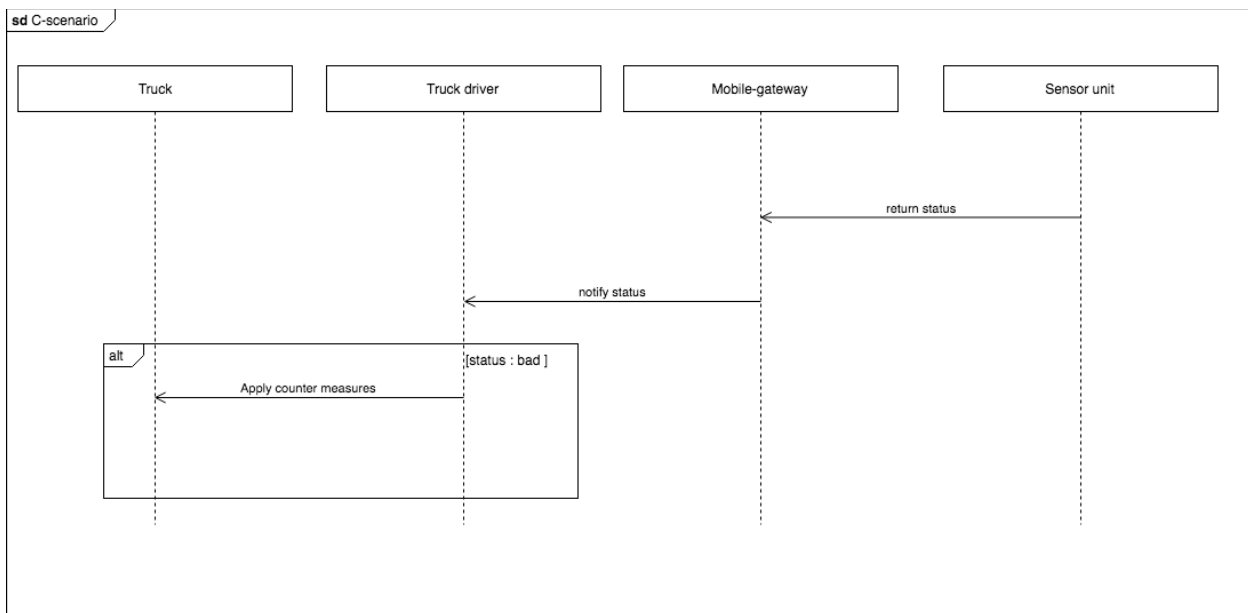 sd C-scenario
Truck
Truck driver
Mobile-gateway
Sensor unit
return status
notify status
alt
[status : bad ]
Apply counter measures